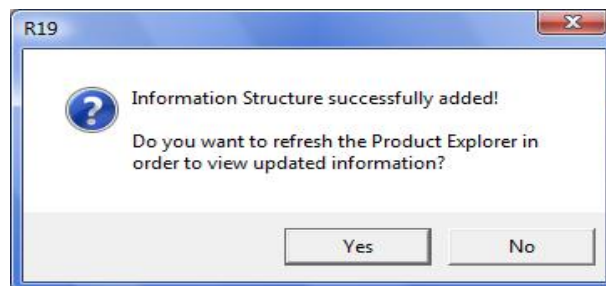 R19
Information Structure successfully added!
Do you want to refresh the Product Explorer in
order to view updated information?
Yes
No